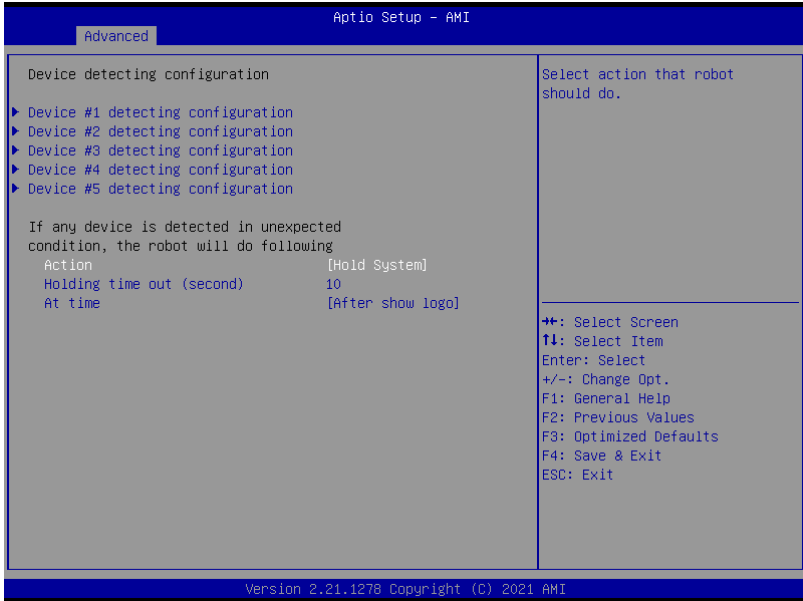 Aptio Setup – AMI
Advanced
Device detecting configuration
Device #1 detecting configuration
Device #2 detecting configuration
Device #3 detecting configuration
Device #4 detecting configuration
Device #5 detecting configuration
If any device is detected in unexpected
condition, the robot will do following
Action [Hold System]
Holding time out (second) 10
At time [After show logo]
Select action that robot
should do.
→←: Select Screen
↑↓: Select Item
Enter: Select
+/-: Change Opt.
F1: General Help
F2: Previous Values
F3: Optimized Defaults
F4: Save & Exit
ESC: Exit
Version 2.21.1278 Copyright (C) 2021 AMI